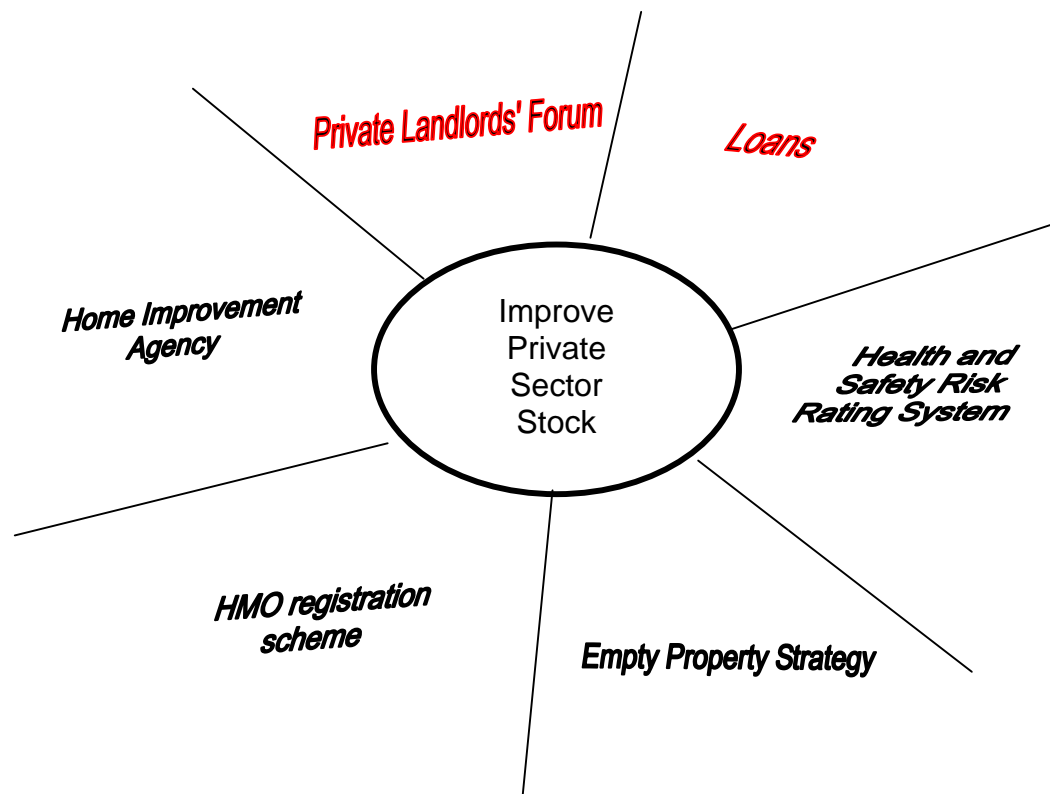 Private Landlords' Forum
Loans
Home Improvement
Agency
Improve
Private
Sector
Stock
Health and
Safety Risk
Rating System
HMO registration
scheme
Empty Property Strategy